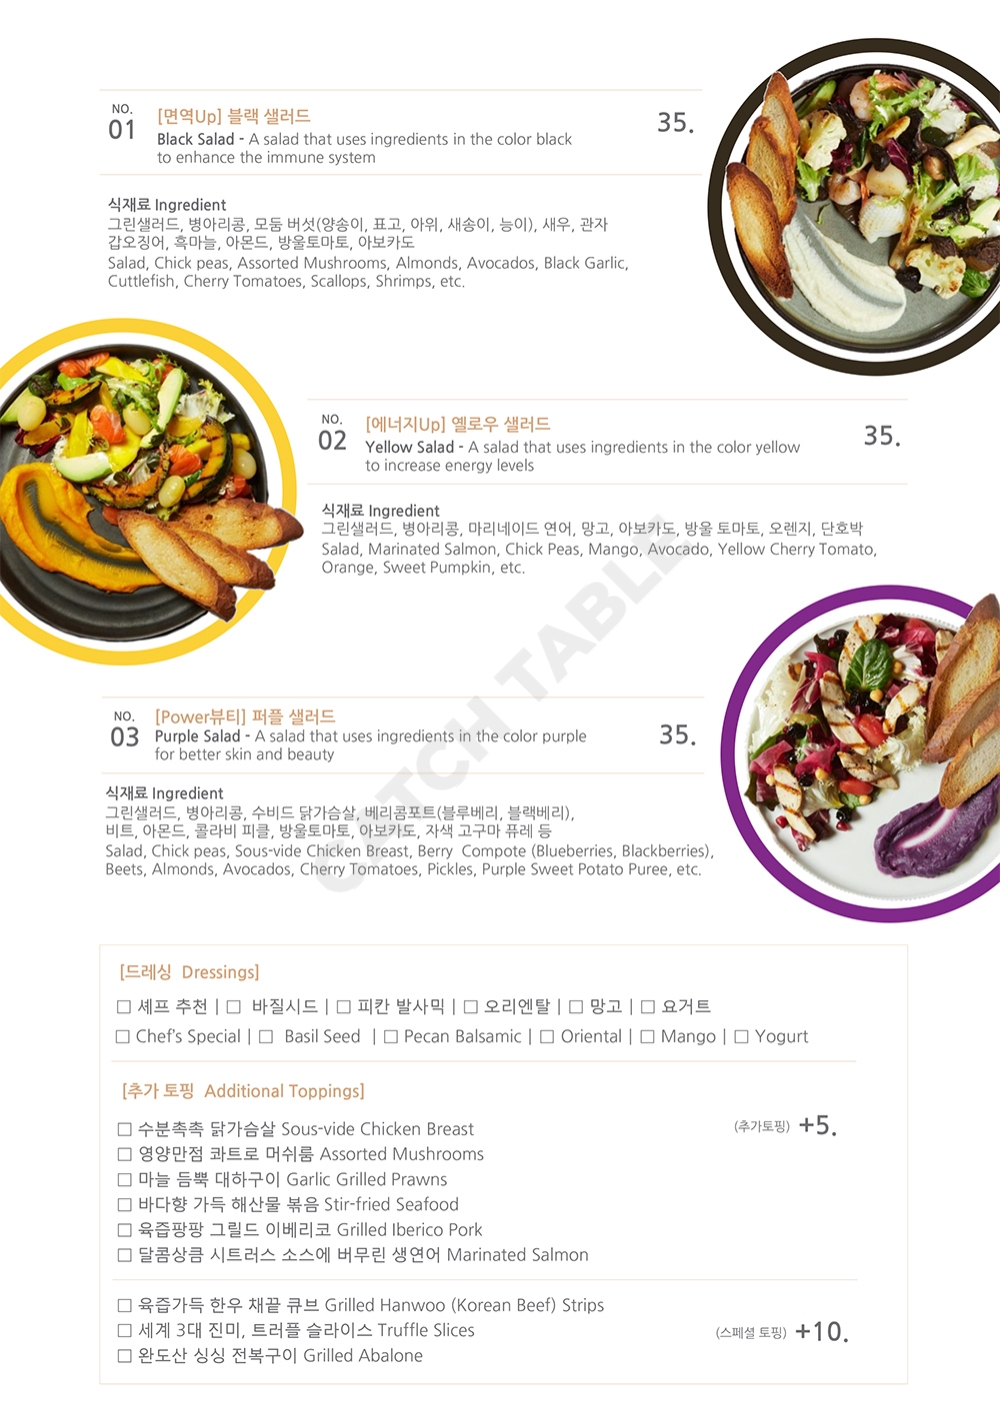 NO.
01
[면역Up] 블랙 샐러드
35.
Black Salad - A salad that uses ingredients in the color black
to enhance the immune system
식재료 Ingredient
그린샐러드, 병아리콩, 모둠 버섯(양송이, 표고, 아위, 새송이, 능이), 새우, 관자
갑오징어, 흑마늘, 아몬드, 방울토마토, 아보카도
Salad, Chick peas, Assorted Mushrooms, Almonds, Avocados, Black Garlic,
Cuttlefish, Cherry Tomatoes, Scallops, Shrimps, etc.
NO.
02
[에너지Up] 옐로우 샐러드
35.
Yellow Salad - A salad that uses ingredients in the color yellow
to increase energy levels
식재료 Ingredient
그린샐러드, 병아리콩, 마리네이드 연어, 망고, 아보카도, 방울 토마토, 오렌지, 단호박
Salad, Marinated Salmon, Chick Peas, Mango, Avocado, Yellow Cherry Tomato,
Orange, Sweet Pumpkin, etc.
CATCH TABLE
NO.
03
[Power뷰티] 퍼플 샐러드
35.
Purple Salad - A salad that uses ingredients in the color purple
for better skin and beauty
식재료 Ingredient
그린샐러드, 병아리콩, 수비드 닭가슴살, 베리콤포트(블루베리, 블랙베리),
비트, 아몬드, 콜라비 피클, 방울토마토, 아보카도, 자색 고구마 퓨레 등
Salad, Chick peas, Sous-vide Chicken Breast, Berry Compote (Blueberries, Blackberries),
Beets, Almonds, Avocados, Cherry Tomatoes, Pickles, Purple Sweet Potato Puree, etc.
[드레싱 Dressings]
□ 셰프 추천 | □ 바질시드 | □ 피칸 발사믹 | □ 오리엔탈 | □ 망고 | □ 요거트
□ Chef's Special | □ Basil Seed | □ Pecan Balsamic | □ Oriental | □ Mango | □ Yogurt
[추가 토핑 Additional Toppings]
□ 수분촉촉 닭가슴살 Sous-vide Chicken Breast
(추가토핑) +5.
□ 영양만점 콰트로 머쉬룸 Assorted Mushrooms
□ 마늘 듬뿍 대하구이 Garlic Grilled Prawns
□ 바다향 가득 해산물 볶음 Stir-fried Seafood
□ 육즙팡팡 그릴드 이베리코 Grilled Iberico Pork
□ 달콤상큼 시트러스 소스에 버무린 생연어 Marinated Salmon
□ 육즙가득 한우 채끝 큐브 Grilled Hanwoo (Korean Beef) Strips
□ 세계 3대 진미, 트러플 슬라이스 Truffle Slices
(스페셜 토핑) +10.
□ 완도산 싱싱 전복구이 Grilled Abalone